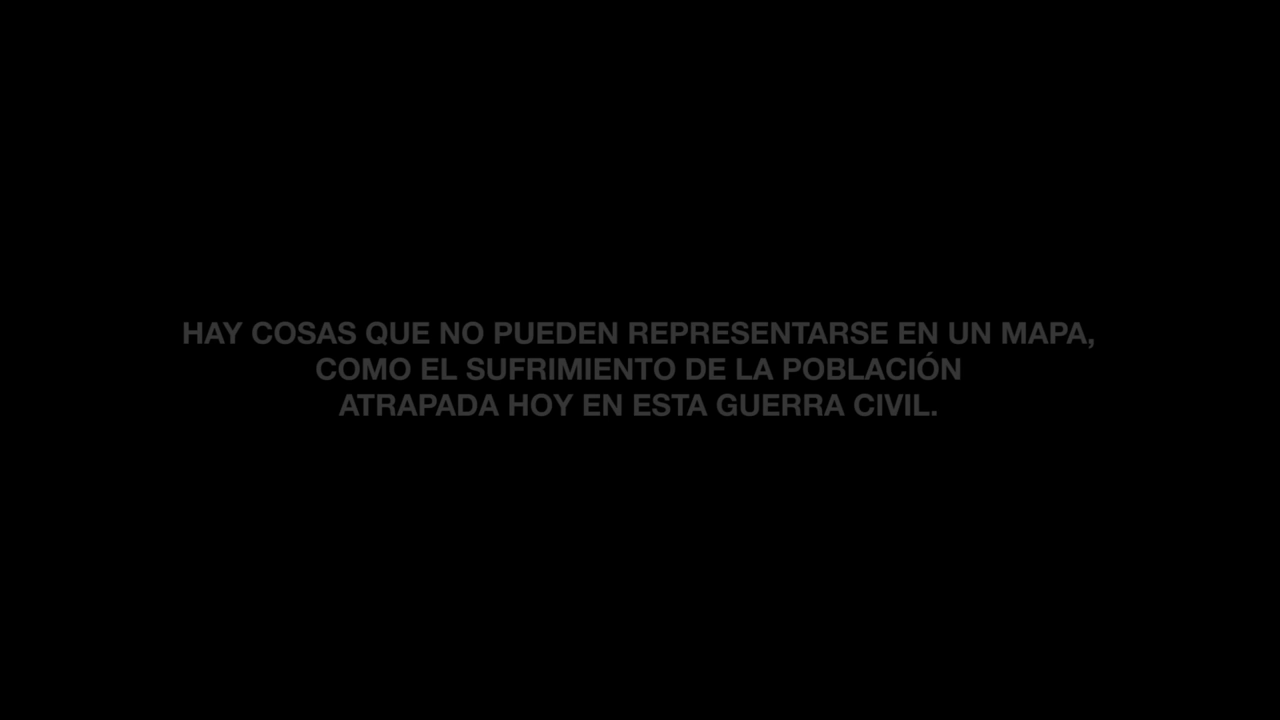 HAY COSAS QUE NO PUEDEN REPRESENTARSE EN UN MAPA,
COMO EL SUFRIMIENTO DE LA POBLACIÓN
ATRAPADA HOY EN ESTA GUERRA CIVIL.